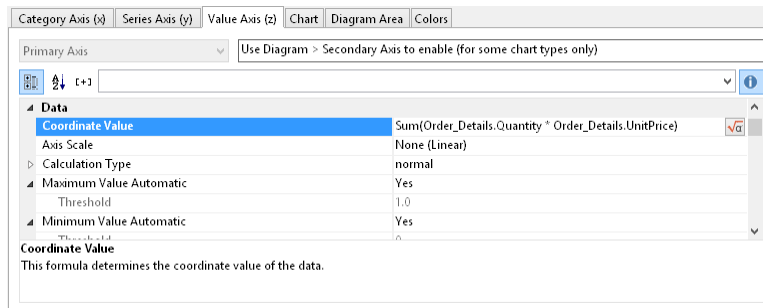 Category Axis (x) Series Axis (y) Value Axis (z) Chart Diagram Area Colors
Primary Axis Use Diagram > Secondary Axis to enable (for some chart types only)
Data
Coordinate Value Sum(Order_Details.Quantity * Order_Details.UnitPrice)
Axis Scale None (Linear)
Calculation Type normal
Maximum Value Automatic Yes
Threshold 1.0
Minimum Value Automatic Yes
Coordinate Value
This formula determines the coordinate value of the data.